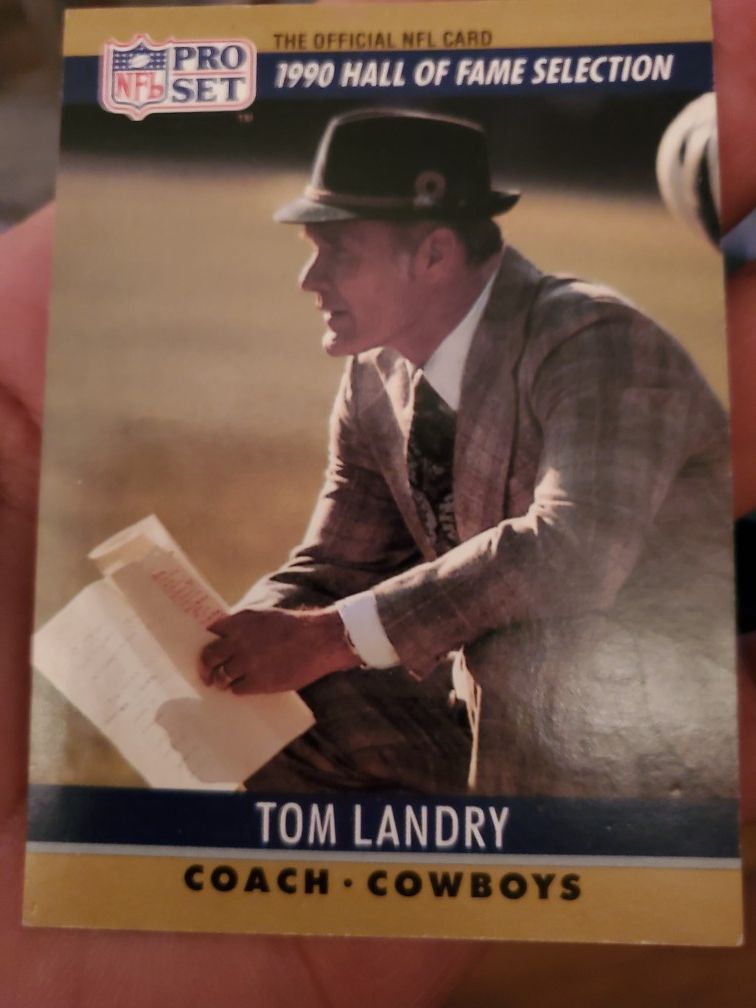 THE OFFICIAL NFL CARD
NFL PRO SET
1990 HALL OF FAME SELECTION
TOM LANDRY
COACH · COWBOYS